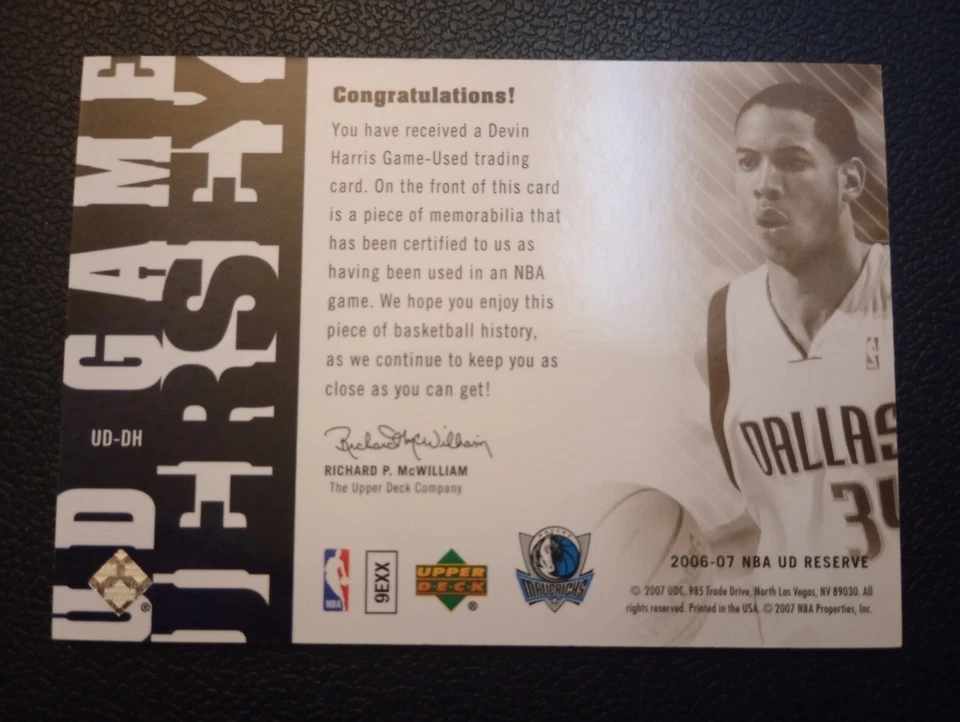 UD GAME
JERSEY
UD-DH
Congratulations!
You have received a Devin
Harris Game-Used trading
card. On the front of this card
is a piece of memorabilia that
has been certified to us as
having been used in an NBA
game. We hope you enjoy this
piece of basketball history,
as we continue to keep you as
close as you can get!
Richard P. McWilliam
RICHARD P. McWILLIAM
The Upper Deck Company
NBA
9EXX
UPPER
DECK
®
DALLAS
MAVERICKS
DALLAS
34
2006-07 NBA UD RESERVE
© 2007 UDC. 985 Trade Drive, North Las Vegas, NV 89030. All
rights reserved. Printed in the USA. © 2007 NBA Properties, Inc.
®